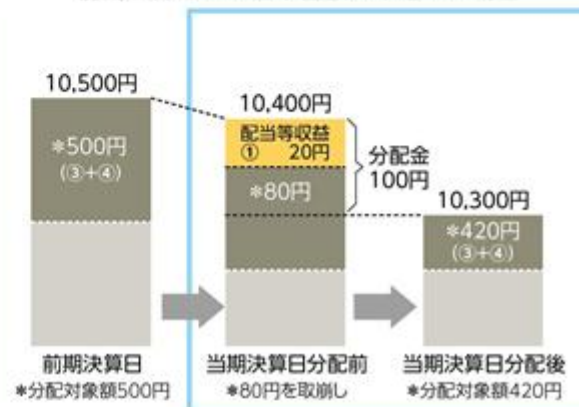 10,500円
*500円
(③+④)
前期決算日
*分配対象額500円
10,400円
配当等収益
① 20円
*80円
分配金
100円
当期決算日分配前
*80円を取崩し
10,300円
*420円
(③+④)
当期決算日分配後
*分配対象額420円